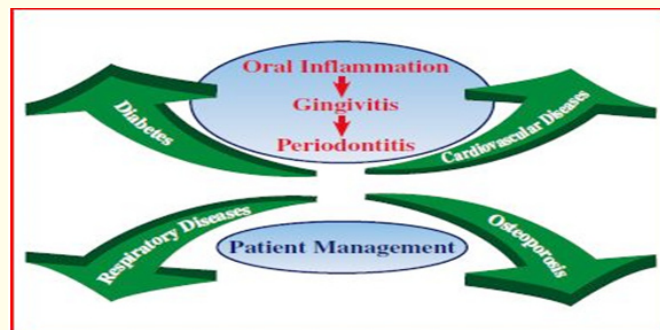 Oral Inflammation
Gingivitis
Periodontitis
Diabetes
Cardiovascular Diseases
Respiratory Diseases
Patient Management
Osteoporosis